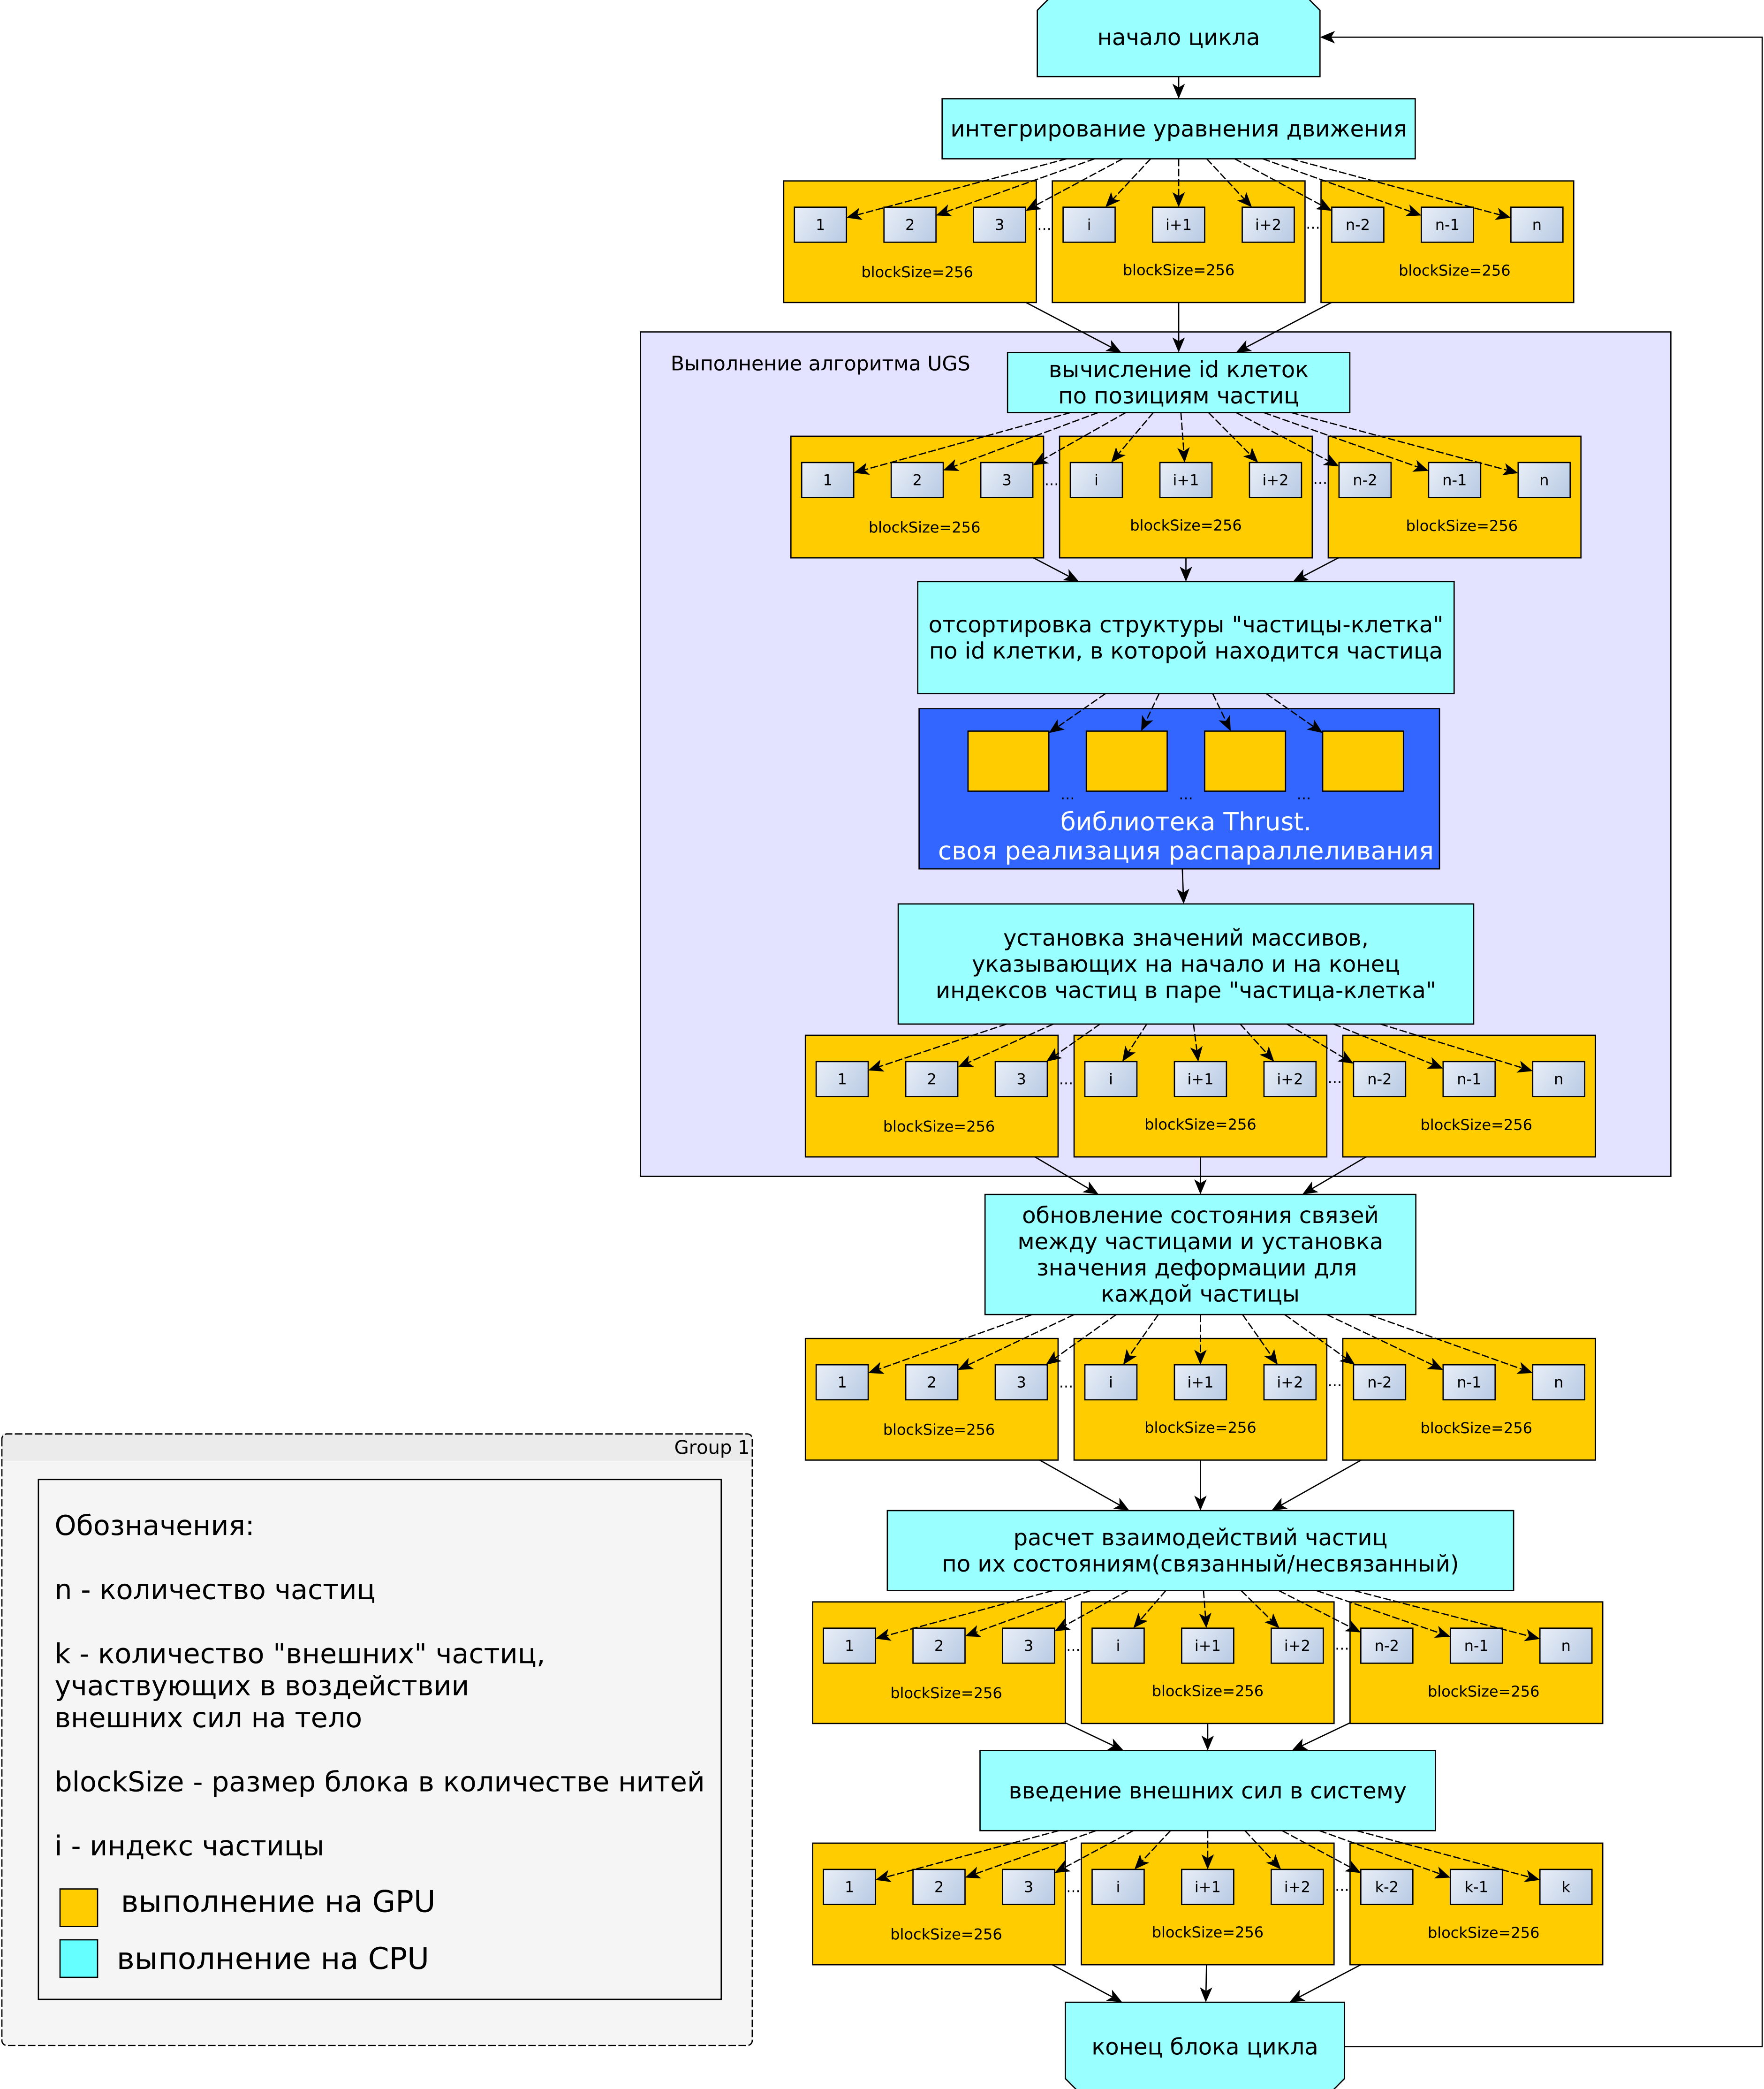 начало цикла
интегрирование уравнения движения
1 2 3 ... i i+1 i+2 ... n-2 n-1 n
blockSize=256 blockSize=256 blockSize=256
Выполнение алгоритма UGS
вычисление id клеток
по позициям частиц
1 2 3 ... i i+1 i+2 ... n-2 n-1 n
blockSize=256 blockSize=256 blockSize=256
отсортировка структуры "частицы-клетка"
по id клетки, в которой находится частица
... ... ...
библиотека Thrust.
своя реализация распараллеливания
установка значений массивов,
указывающих на начало и на конец
индексов частиц в паре "частица-клетка"
1 2 3 ... i i+1 i+2 ... n-2 n-1 n
blockSize=256 blockSize=256 blockSize=256
обновление состояния связей
между частицами и установка
значения деформации для
каждой частицы
1 2 3 ... i i+1 i+2 ... n-2 n-1 n
blockSize=256 blockSize=256 blockSize=256
расчет взаимодействий частиц
по их состояниям(связанный/несвязанный)
1 2 3 ... i i+1 i+2 ... n-2 n-1 n
blockSize=256 blockSize=256 blockSize=256
введение внешних сил в систему
1 2 3 ... i i+1 i+2 ... k-2 k-1 k
blockSize=256 blockSize=256 blockSize=256
конец блока цикла
Group 1
Обозначения:
n - количество частиц
k - количество "внешних" частиц,
участвующих в воздействии
внешних сил на тело
blockSize - размер блока в количестве нитей
i - индекс частицы
выполнение на GPU
выполнение на CPU